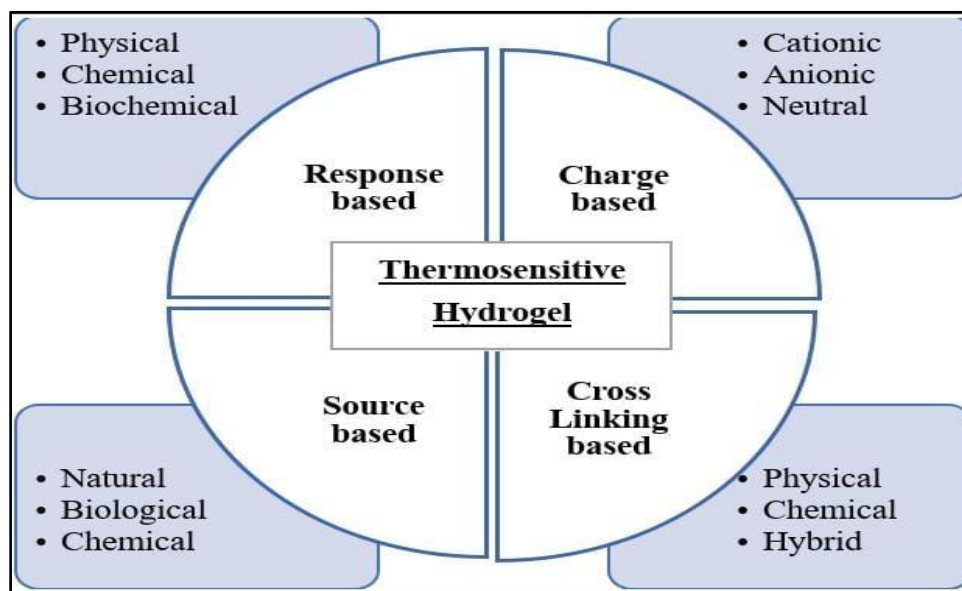 • Physical
• Chemical
• Biochemical
• Cationic
• Anionic
• Neutral
Response
based
Charge
based
Thermosensitive
Hydrogel
Source
based
Cross
Linking
based
• Natural
• Biological
• Chemical
• Physical
• Chemical
• Hybrid